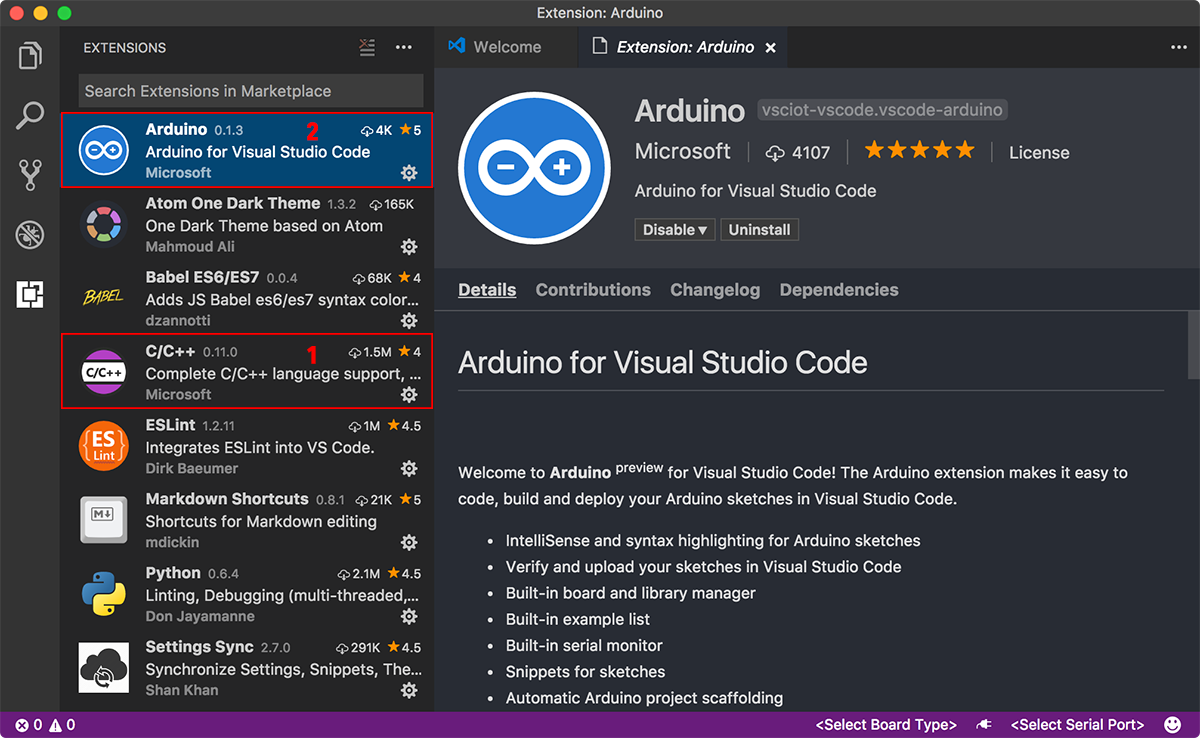 Extension: Arduino
EXTENSIONS
Search Extensions in Marketplace
Arduino 0.1.3 2 4K ★5
Arduino for Visual Studio Code
Microsoft
Atom One Dark Theme 1.3.2 165K
One Dark Theme based on Atom
Mahmoud Ali
BABEL
Babel ES6/ES7 0.0.4 68K ★4
Adds JS Babel es6/es7 syntax color...
dzannotti
C/C++
C/C++ 0.11.0 1 1.5M ★4
Complete C/C++ language support, ...
Microsoft
{ES}
Lint
ESLint 1.2.11 1M ★4.5
Integrates ESLint into VS Code.
Dirk Baeumer
M↓
Markdown Shortcuts 0.8.1 21K ★5
Shortcuts for Markdown editing
mdickin
Python 0.6.4 2.1M ★4.5
Linting, Debugging (multi-threaded,...
Don Jayamanne
Settings Sync 2.7.0 291K ★4.5
Synchronize Settings, Snippets, The...
Shan Khan
Welcome
Extension: Arduino ×
Arduino vsciot-vscode.vscode-arduino
Microsoft | 4107 | ★★★★★ | License
Arduino for Visual Studio Code
Disable ▾ Uninstall
Details Contributions Changelog Dependencies
Arduino for Visual Studio Code
Welcome to Arduino preview for Visual Studio Code! The Arduino extension makes it easy to
code, build and deploy your Arduino sketches in Visual Studio Code.
• IntelliSense and syntax highlighting for Arduino sketches
• Verify and upload your sketches in Visual Studio Code
• Built-in board and library manager
• Built-in example list
• Built-in serial monitor
• Snippets for sketches
• Automatic Arduino project scaffolding
0 0 <Select Board Type> <Select Serial Port>